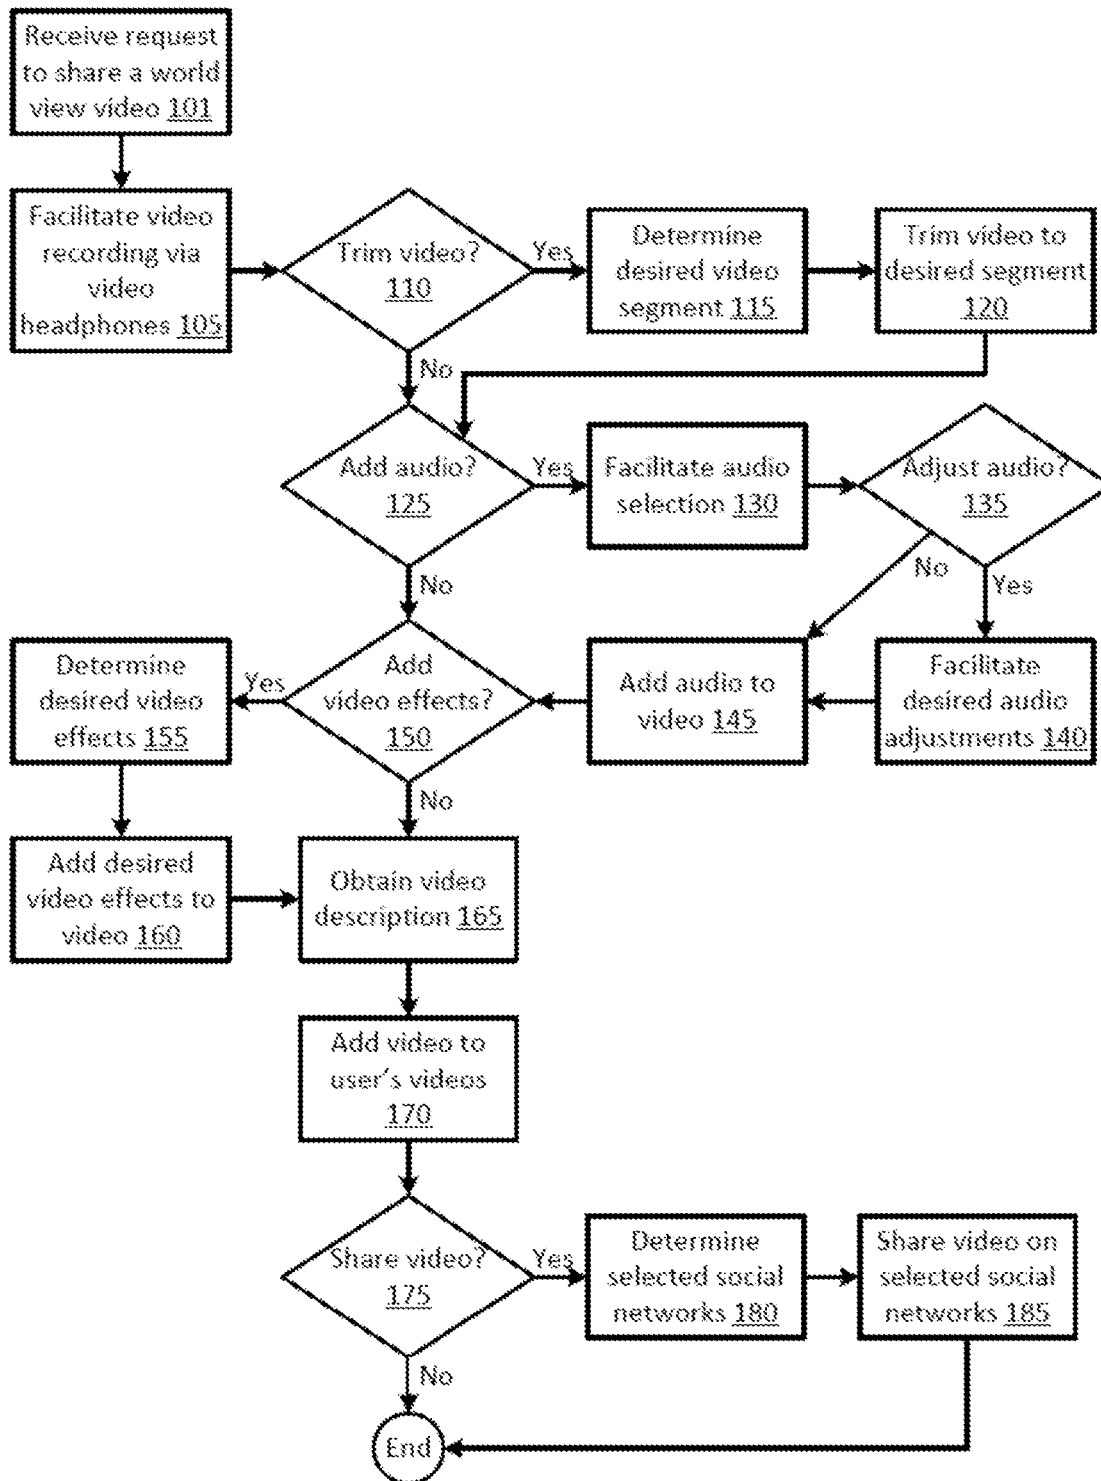 Receive request
to share a world
view video 101
Facilitate video
recording via
video
headphones 105
Trim video?
110
Yes
Determine
desired video
segment 115
Trim video to
desired segment
120
No
Add audio?
125
Yes
Facilitate audio
selection 130
Adjust audio?
135
No
No
Yes
Determine
desired video
effects 155
Yes
Add
video effects?
150
Add audio to
video 145
Facilitate
desired audio
adjustments 140
No
Add desired
video effects to
video 160
Obtain video
description 165
Add video to
user's videos
170
Share video?
175
Yes
Determine
selected social
networks 180
Share video on
selected social
networks 185
No
End